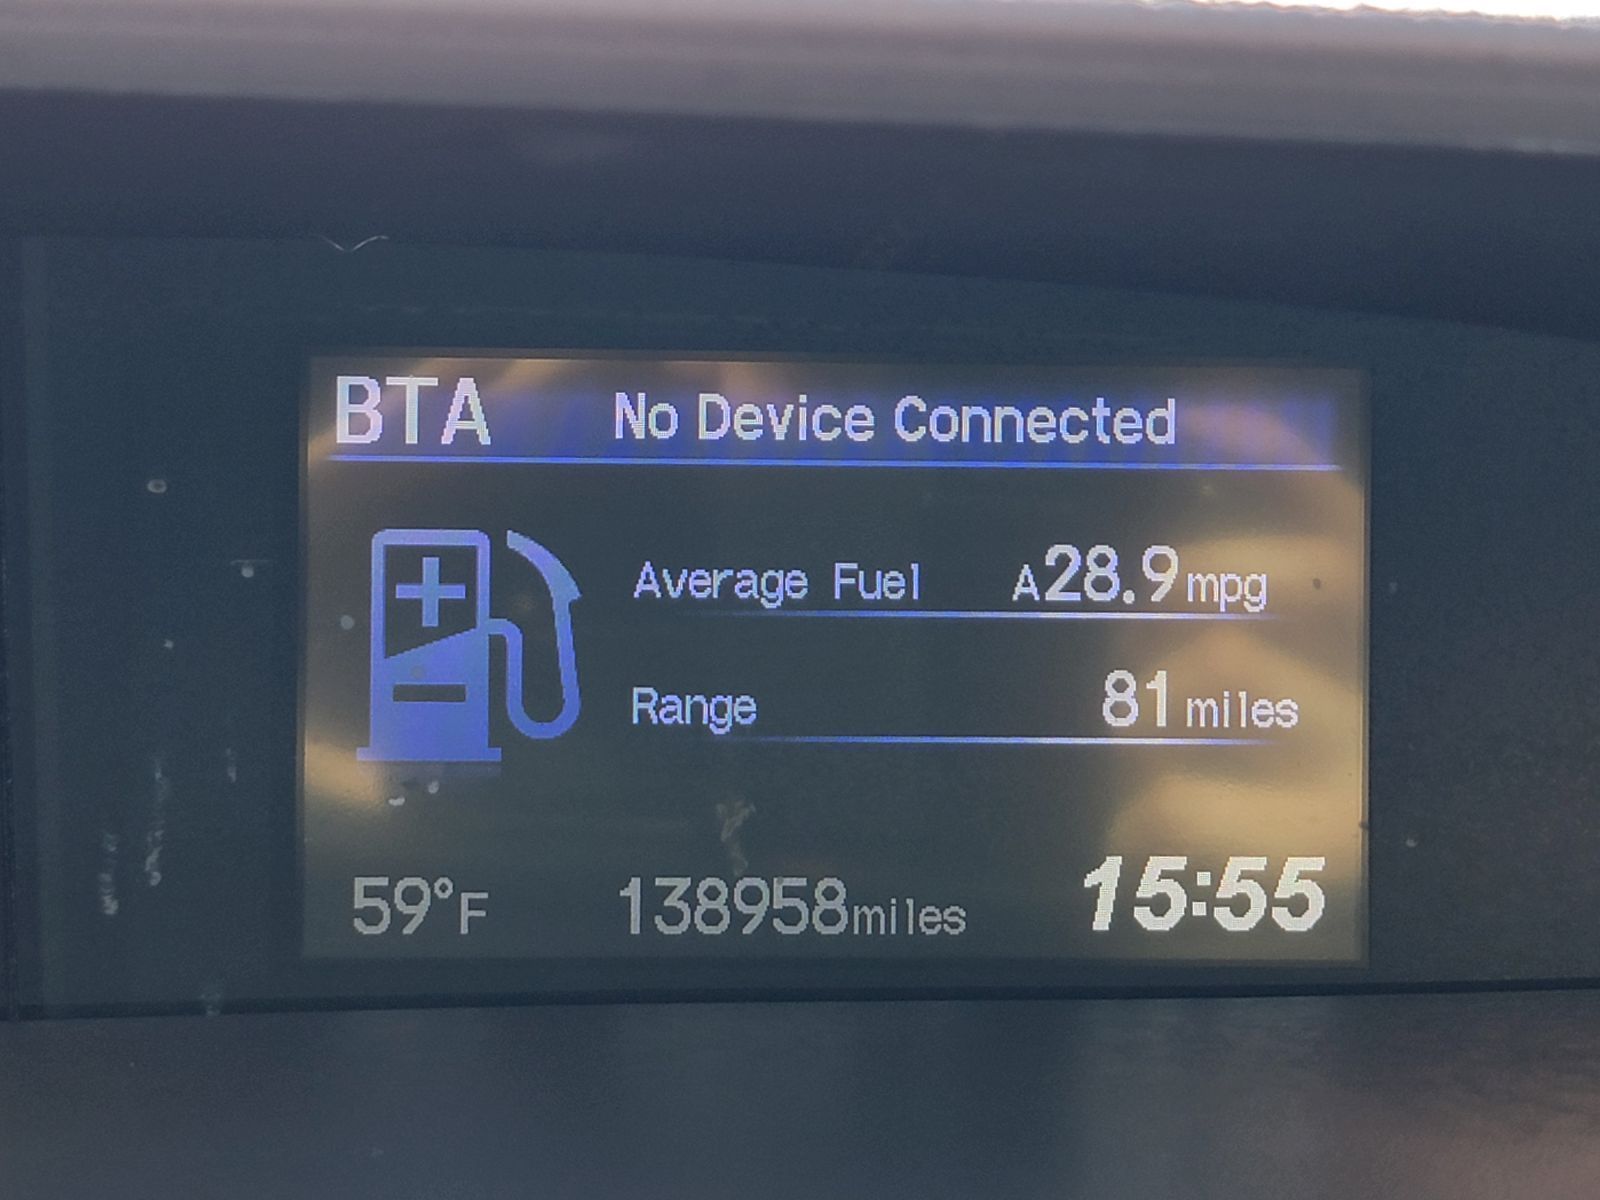 BTA No Device Connected
Average Fuel A28.9mpg
Range 81 miles
59°F 138958miles 15:55